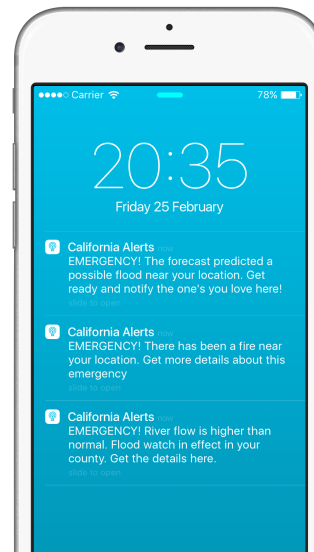 Carrier 78%
20:35
Friday 25 February
California Alerts now
EMERGENCY! The forecast predicted a
possible flood near your location. Get
ready and notify the one's you love here!
slide to open
California Alerts now
EMERGENCY! There has been a fire near
your location. Get more details about this
emergency
slide to open
California Alerts now
EMERGENCY! River flow is higher than
normal. Flood watch in effect in your
county. Get the details here.
slide to open